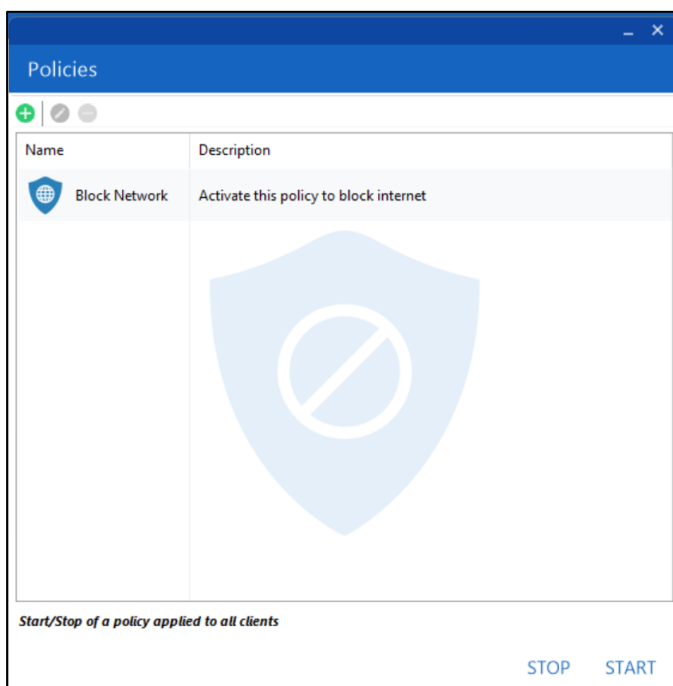 Policies
Name Description
Block Network Activate this policy to block internet
Start/Stop of a policy applied to all clients
STOP START